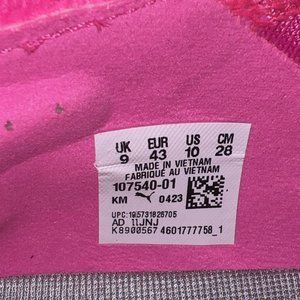 UK EUR US CM
9 43 10 28
MADE IN VIETNAM
FABRIQUÉ AU VIETNAM
107540-01
KM 0423
UPC:195731826705
AD IIJNJ
K8900567 4601777758_1